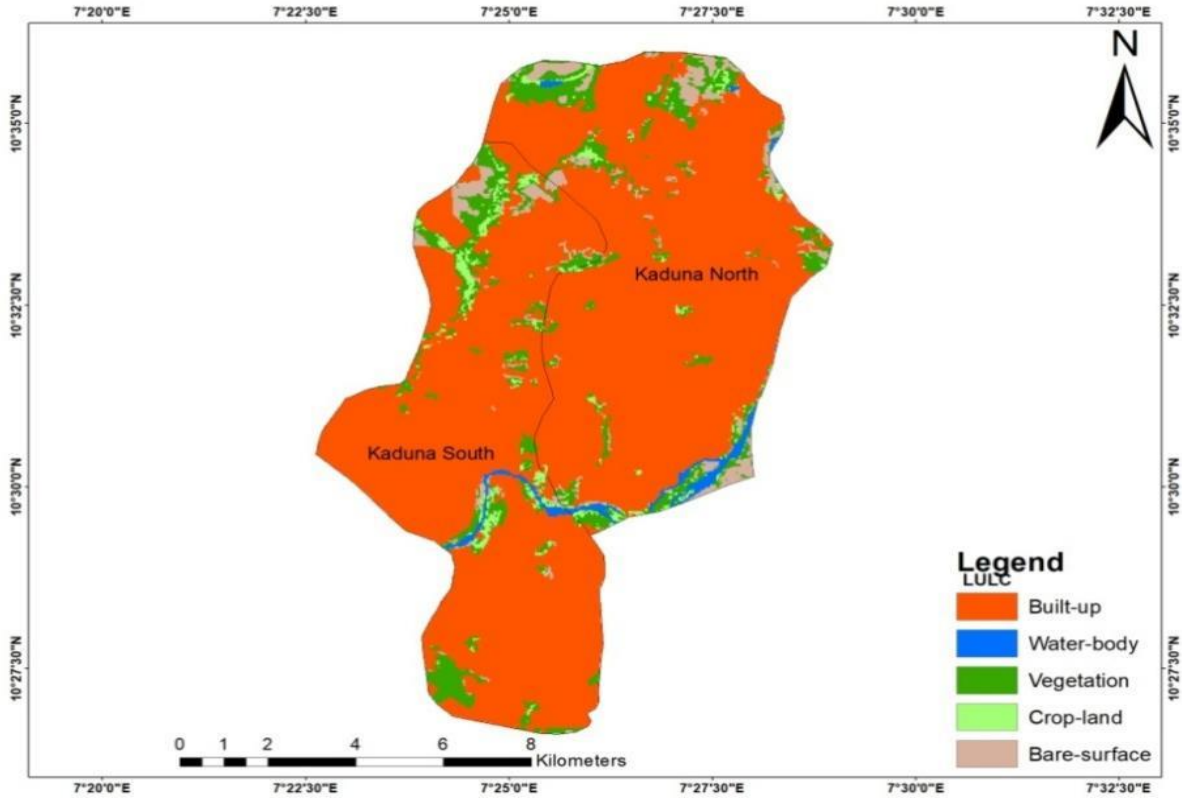 7°20'0"E 7°22'30"E 7°25'0"E 7°27'30"E 7°30'0"E 7°32'30"E
N
10°35'0"N 10°35'0"N
Kaduna North
10°32'30"N 10°32'30"N
Kaduna South
10°30'0"N 10°30'0"N
Legend
LULC
Built-up
Water-body
10°27'30"N 10°27'30"N
Vegetation
Crop-land
0 1 2 4 6 8
Kilometers
Bare-surface
7°20'0"E 7°22'30"E 7°25'0"E 7°27'30"E 7°30'0"E 7°32'30"E